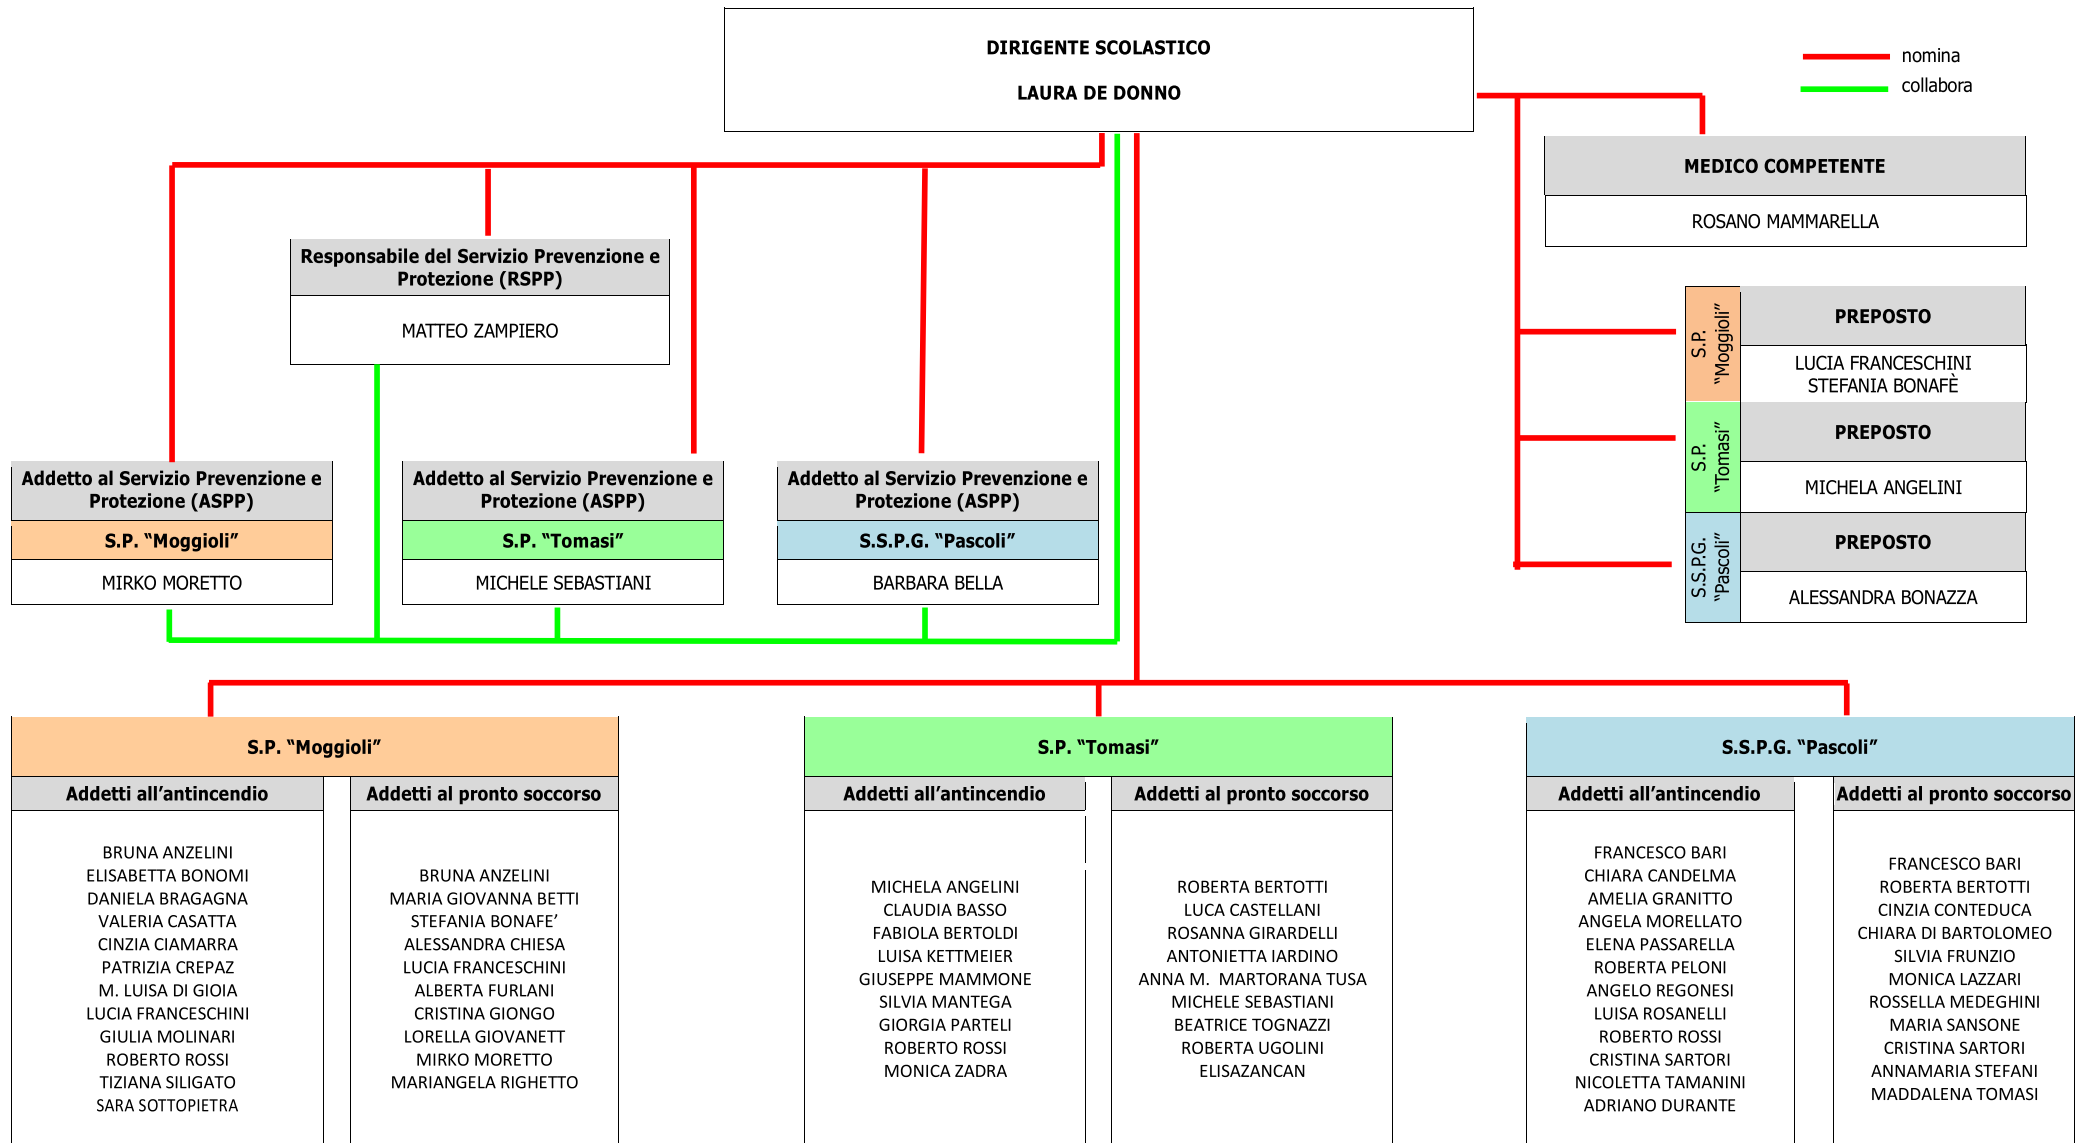 DIRIGENTE SCOLASTICO
LAURA DE DONNO
nomina
collabora
MEDICO COMPETENTE
ROSANO MAMMARELLA
Responsabile del Servizio Prevenzione e
Protezione (RSPP)
MATTEO ZAMPIERO
S.P.
“Moggioli”
PREPOSTO
LUCIA FRANCESCHINI
STEFANIA BONAFÈ
S.P.
“Tomasi”
PREPOSTO
MICHELA ANGELINI
S.S.P.G.
“Pascoli”
PREPOSTO
ALESSANDRA BONAZZA
Addetto al Servizio Prevenzione e
Protezione (ASPP)
S.P. “Moggioli”
MIRKO MORETTO
Addetto al Servizio Prevenzione e
Protezione (ASPP)
S.P. “Tomasi”
MICHELE SEBASTIANI
Addetto al Servizio Prevenzione e
Protezione (ASPP)
S.S.P.G. “Pascoli”
BARBARA BELLA
S.P. “Moggioli”
Addetti all’antincendio
BRUNA ANZELINI
ELISABETTA BONOMI
DANIELA BRAGAGNA
VALERIA CASATTA
CINZIA CIAMARRA
PATRIZIA CREPAZ
M. LUISA DI GIOIA
LUCIA FRANCESCHINI
GIULIA MOLINARI
ROBERTO ROSSI
TIZIANA SILIGATO
SARA SOTTOPIETRA
Addetti al pronto soccorso
BRUNA ANZELINI
MARIA GIOVANNA BETTI
STEFANIA BONAFE’
ALESSANDRA CHIESA
LUCIA FRANCESCHINI
ALBERTA FURLANI
CRISTINA GIONGO
LORELLA GIOVANETT
MIRKO MORETTO
MARIANGELA RIGHETTO
S.P. “Tomasi”
Addetti all’antincendio
MICHELA ANGELINI
CLAUDIA BASSO
FABIOLA BERTOLDI
LUISA KETTMEIER
GIUSEPPE MAMMONE
SILVIA MANTEGA
GIORGIA PARTELI
ROBERTO ROSSI
MONICA ZADRA
Addetti al pronto soccorso
ROBERTA BERTOTTI
LUCA CASTELLANI
ROSANNA GIRARDELLI
ANTONIETTA IARDINO
ANNA M. MARTORANA TUSA
MICHELE SEBASTIANI
BEATRICE TOGNAZZI
ROBERTA UGOLINI
ELISAZANCAN
S.S.P.G. “Pascoli”
Addetti all’antincendio
FRANCESCO BARI
CHIARA CANDELMA
AMELIA GRANITTO
ANGELA MORELLATO
ELENA PASSARELLA
ROBERTA PELONI
ANGELO REGONESI
LUISA ROSANELLI
ROBERTO ROSSI
CRISTINA SARTORI
NICOLETTA TAMANINI
ADRIANO DURANTE
Addetti al pronto soccorso
FRANCESCO BARI
ROBERTA BERTOTTI
CINZIA CONTEDUCA
CHIARA DI BARTOLOMEO
SILVIA FRUNZIO
MONICA LAZZARI
ROSSELLA MEDEGHINI
MARIA SANSONE
CRISTINA SARTORI
ANNAMARIA STEFANI
MADDALENA TOMASI